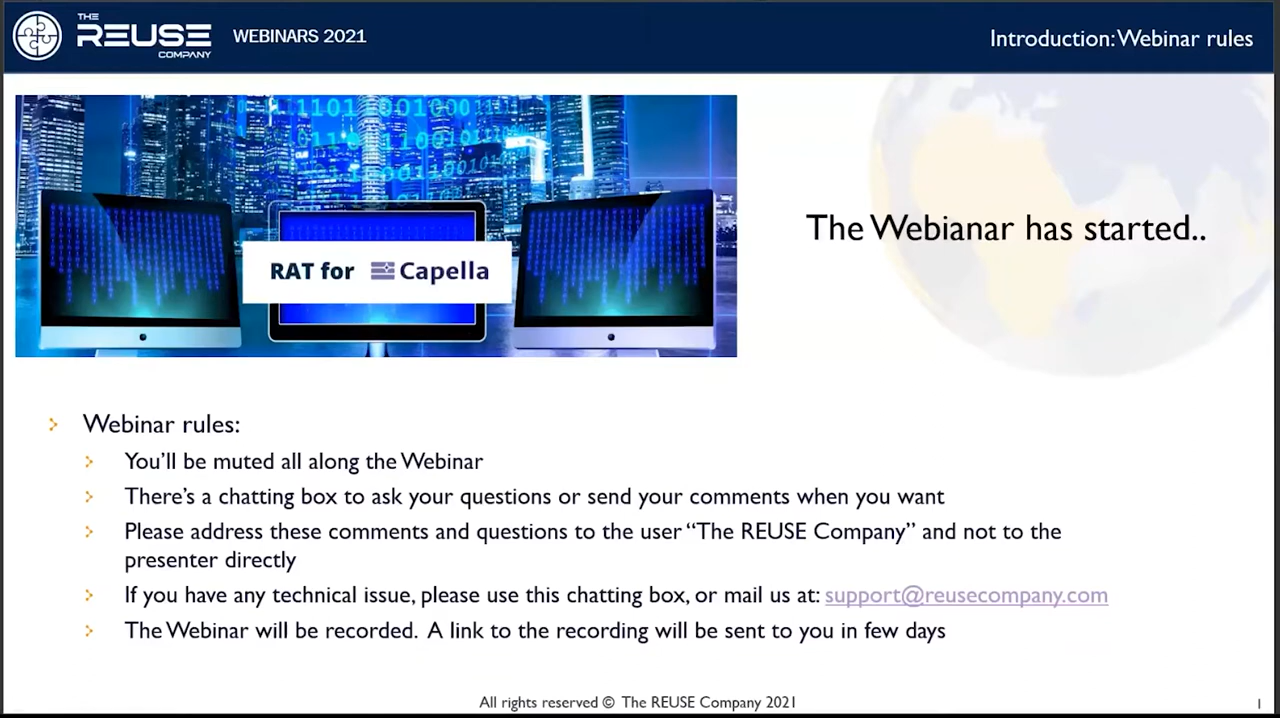 THE
REUSE
COMPANY
WEBINARS 2021
Introduction: Webinar rules
1101101001000
RAT for Capella
The Webianar has started..
Webinar rules:
You'll be muted all along the Webinar
There's a chatting box to ask your questions or send your comments when you want
Please address these comments and questions to the user “The REUSE Company” and not to the
presenter directly
If you have any technical issue, please use this chatting box, or mail us at: support@reusecompany.com
The Webinar will be recorded. A link to the recording will be sent to you in few days
All rights reserved © The REUSE Company 2021
1